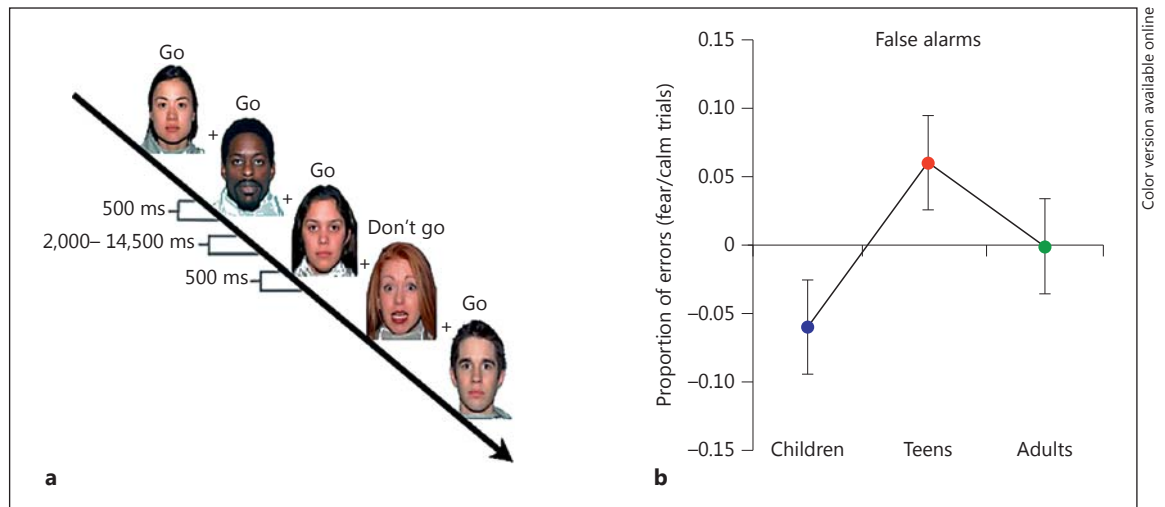 Go
Go
Go
Don't go
Go
+
+
+
+
500 ms
2,000– 14,500 ms
500 ms
a
False alarms
Proportion of errors (fear/calm trials)
0.15
0.10
0.05
0
–0.05
–0.10
–0.15
Children Teens Adults
b
Color version available online